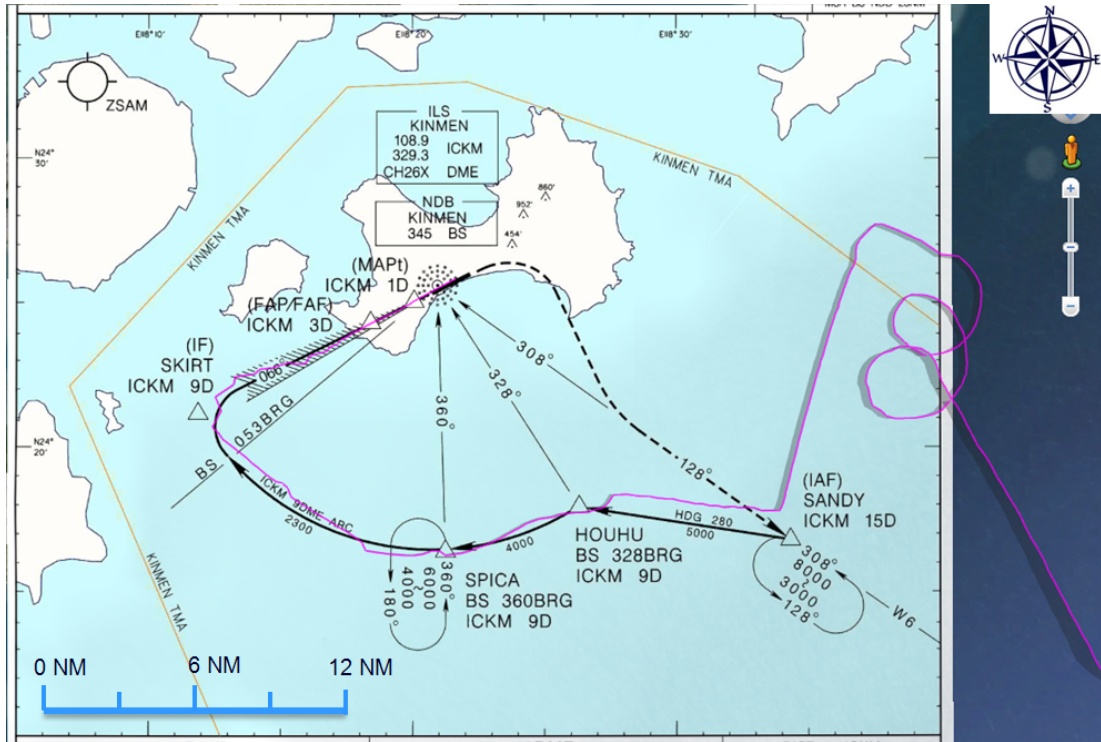 E118° 10'
E118° 20'
E118° 30'
N
W
E
S
ZSAM
N24°
30'
ILS
KINMEN
108.9
329.3
ICKM
CH26X DME
NDB
KINMEN
345 BS
860'
952'
454'
KINMEN TMA
KINMEN TMA
(MAPt)
ICKM 1D
(FAP/FAF)
ICKM 3D
(IF)
SKIRT
ICKM 9D
066°
053BRG
BS
360°
328°
308°
128°
N24°
20'
ICKM 9DME ARC
2300
4000
HDG 280
5000
(IAF)
SANDY
ICKM 15D
HOUHU
BS 328BRG
ICKM 9D
SPICA
BS 360BRG
ICKM 9D
360°
6000
4000
180°
308°
8000
3000
128°
W6
KINMEN TMA
0 NM
6 NM
12 NM